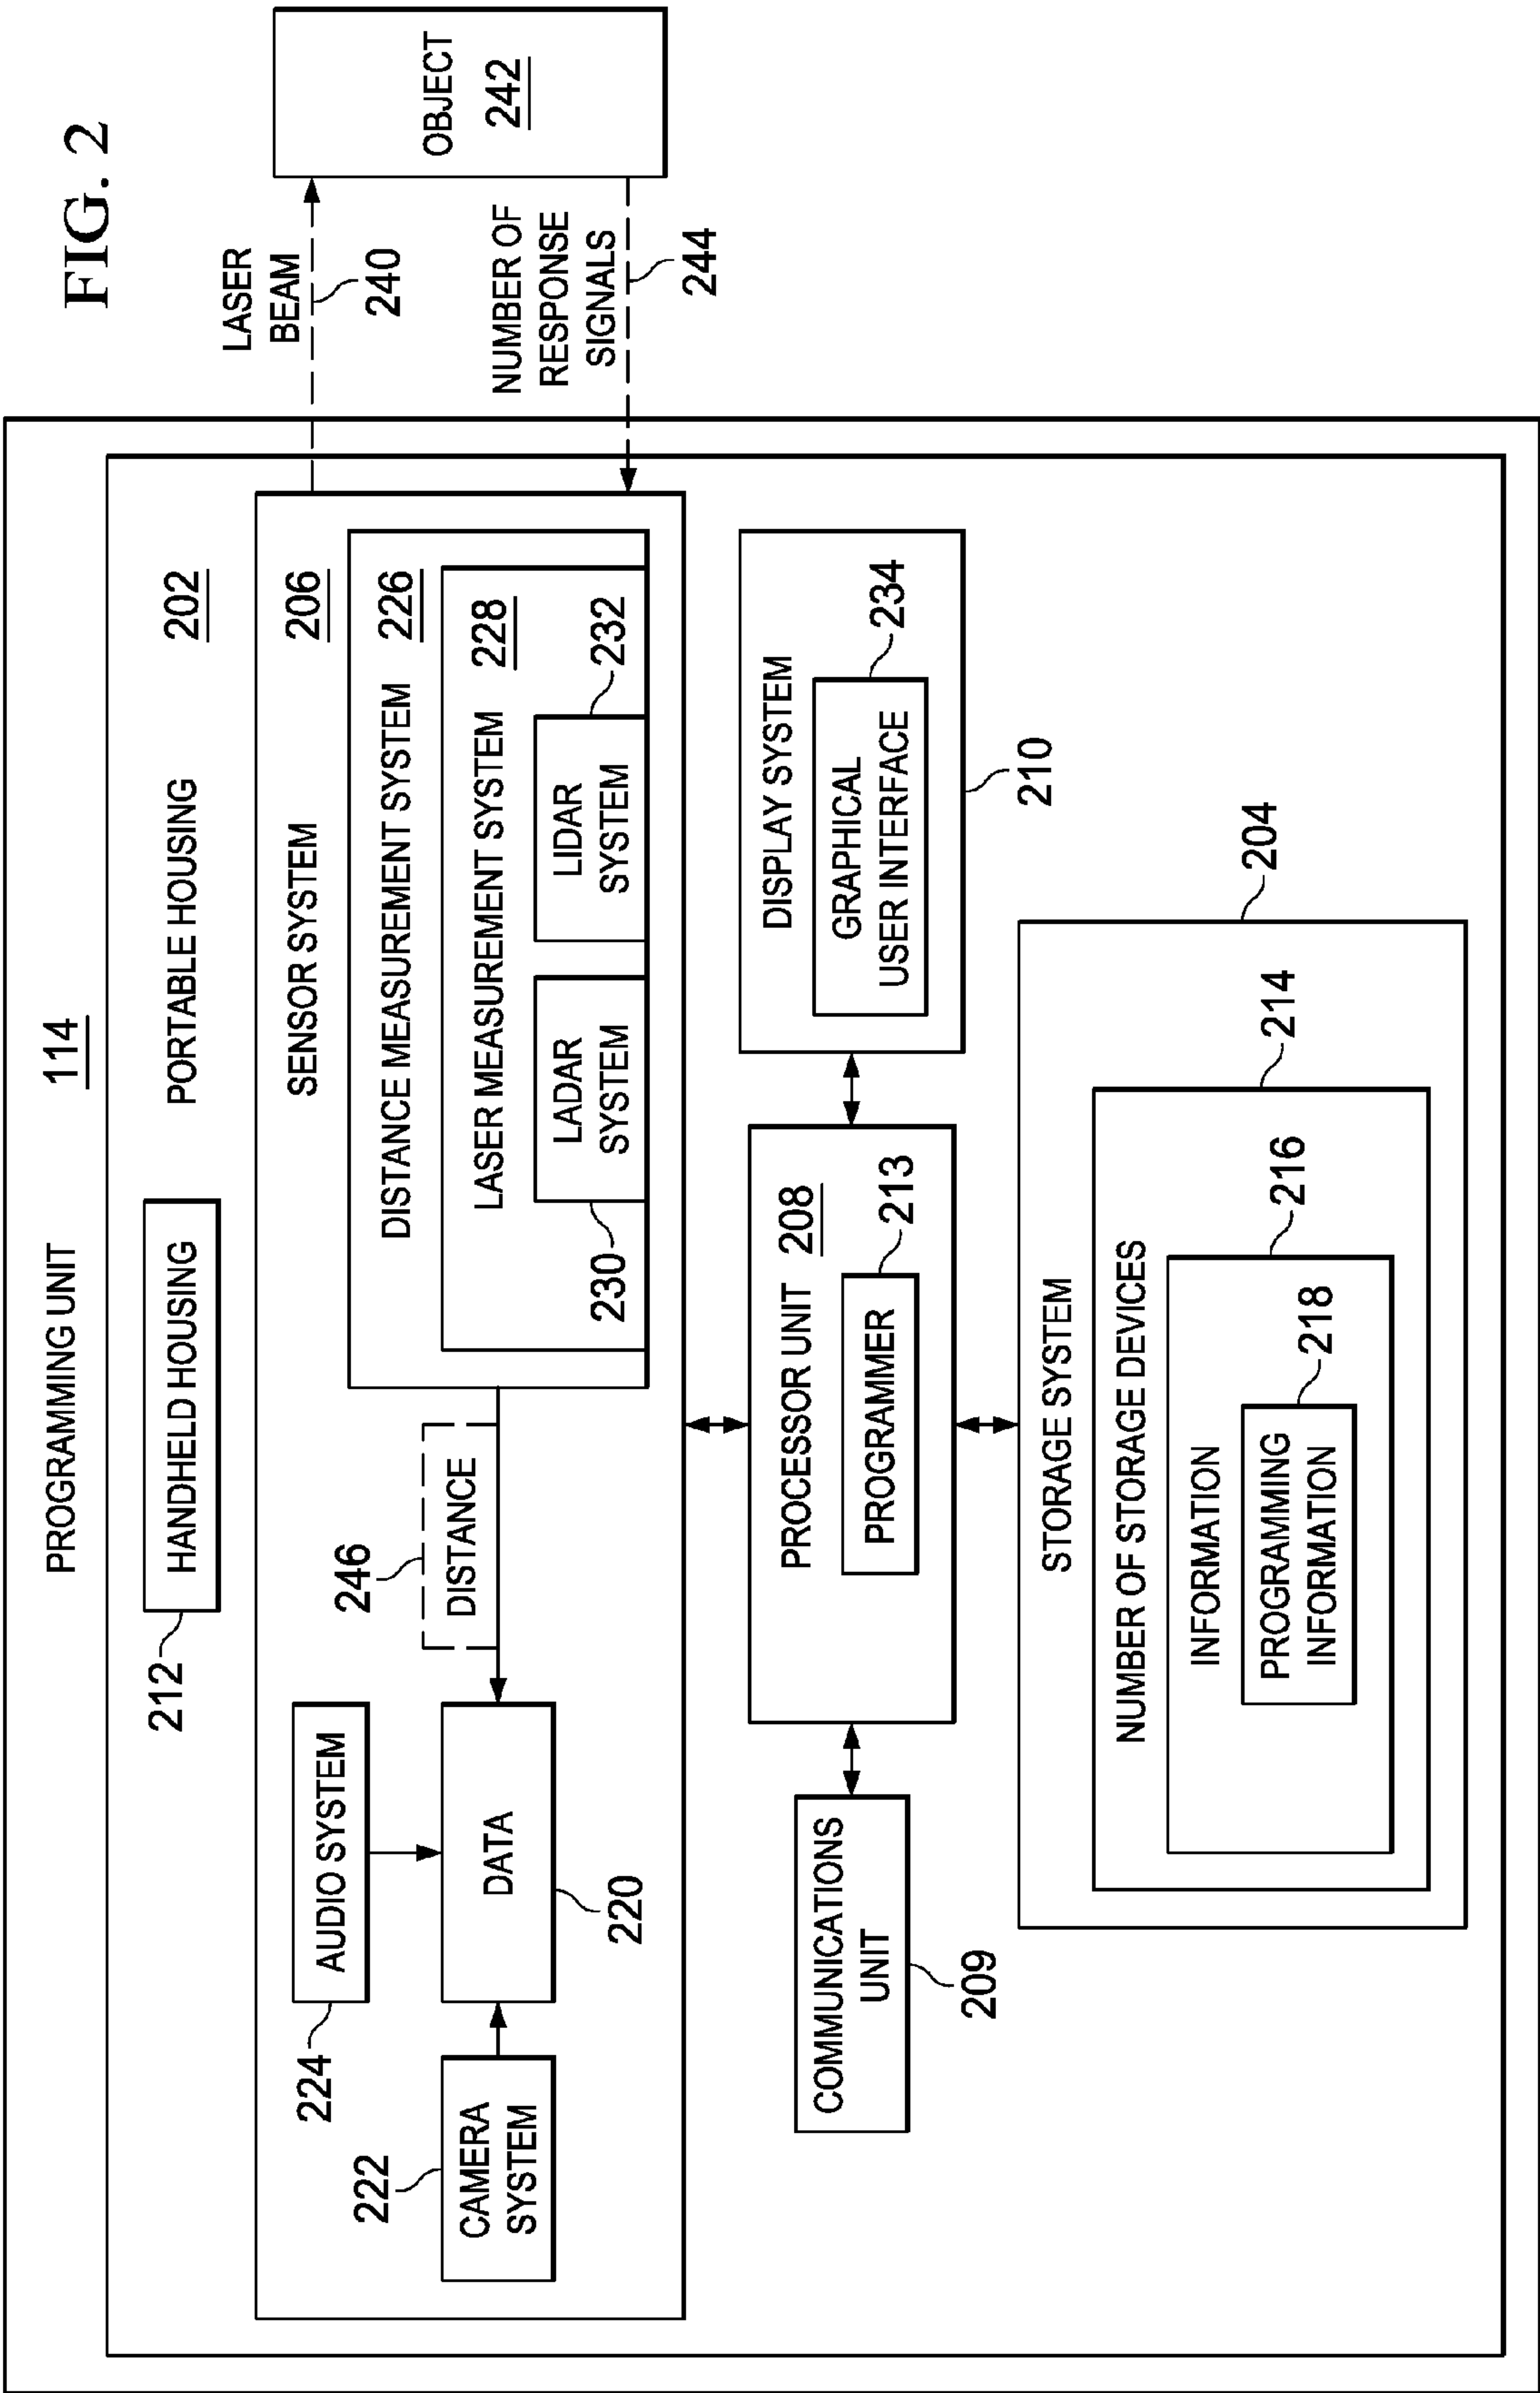 FIG. 2
PROGRAMMING UNIT 114
HANDHELD HOUSING
212
PORTABLE HOUSING 202
SENSOR SYSTEM 206
224
AUDIO SYSTEM
222
CAMERA
SYSTEM
DATA
220
246
DISTANCE
DISTANCE MEASUREMENT SYSTEM 226
LASER MEASUREMENT SYSTEM 228
LADAR
SYSTEM
230
LIDAR
SYSTEM
232
LASER
BEAM
240
NUMBER OF
RESPONSE
SIGNALS
244
OBJECT
242
COMMUNICATIONS
UNIT
209
PROCESSOR UNIT 208
PROGRAMMER
213
DISPLAY SYSTEM
GRAPHICAL
USER INTERFACE
234
210
STORAGE SYSTEM
204
NUMBER OF STORAGE DEVICES
214
INFORMATION
216
PROGRAMMING
INFORMATION
218